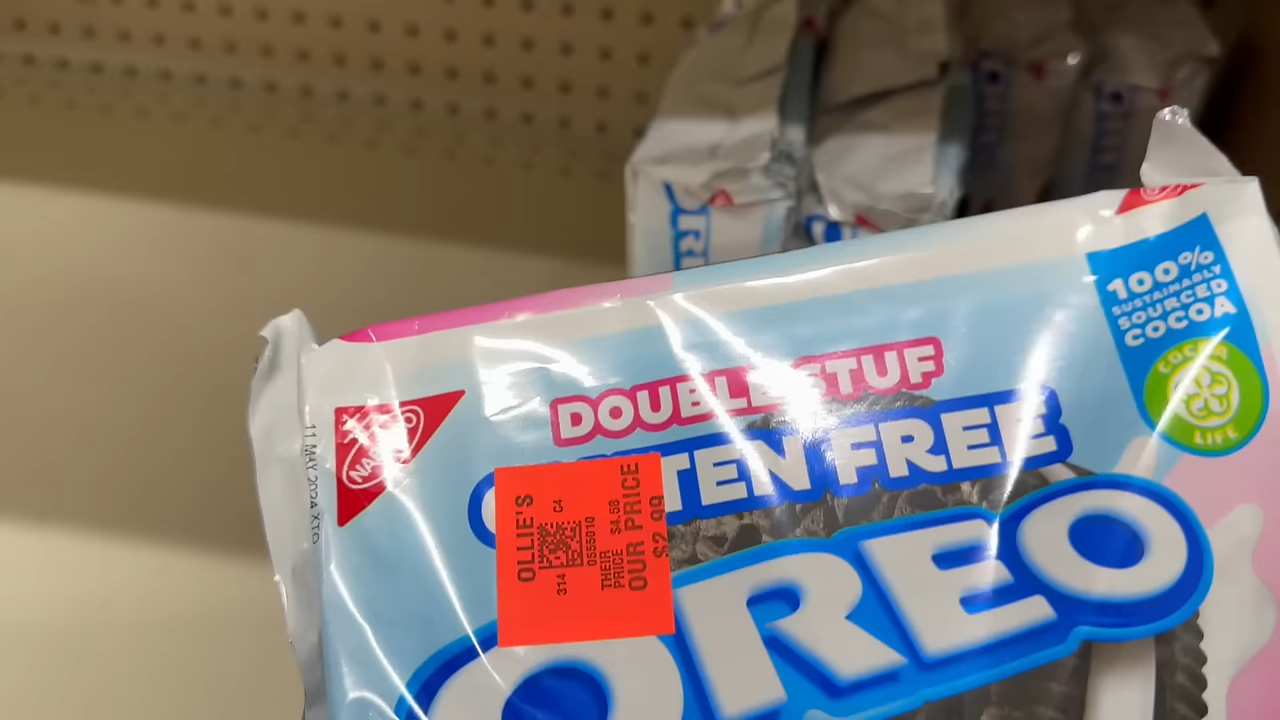 100%
SUSTAINABLY
SOURCED
COCOA
COCOA
LIFE
DOUBLE STUF
TEN FREE
OREO
NABISCO
11 MAY 2024 XTO
OLLIE'S
314
C4
0555010
THEIR
PRICE $4.58
OUR PRICE
$2.99